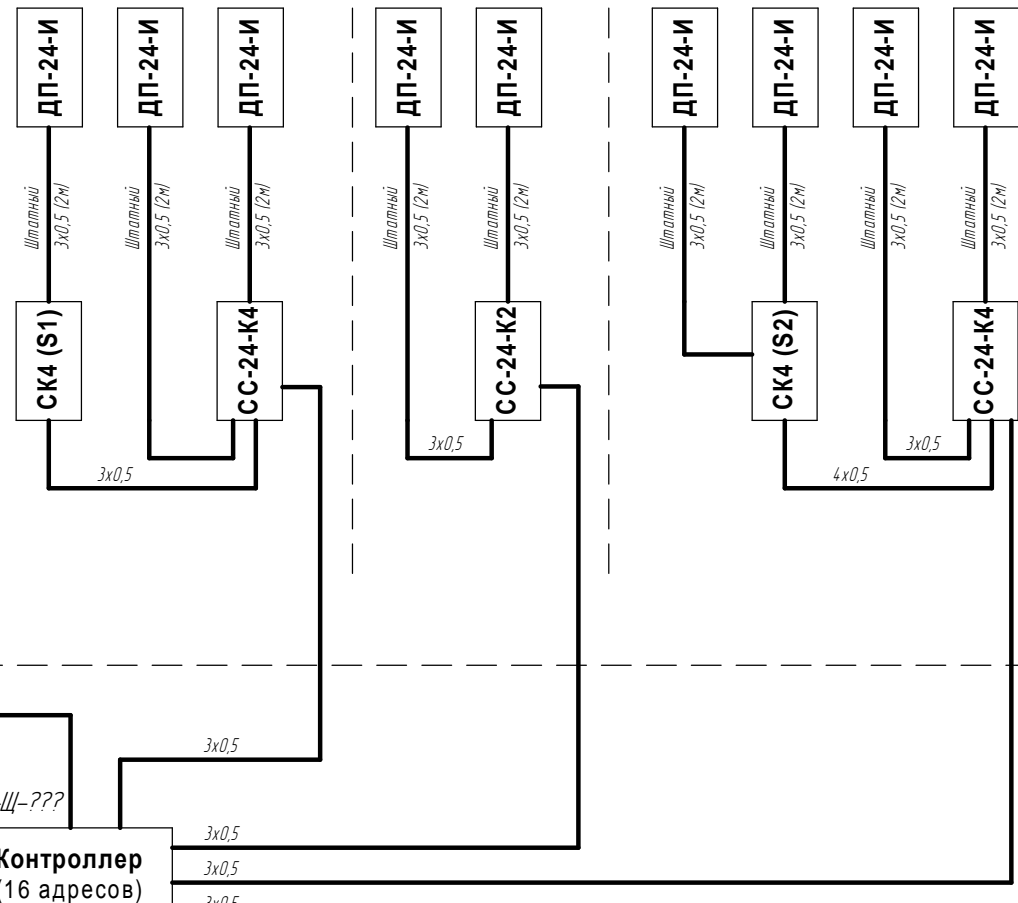 ДП-24-И
ДП-24-И
ДП-24-И
ДП-24-И
ДП-24-И
ДП-24-И
ДП-24-И
ДП-24-И
ДП-24-И
Штатный
3х0,5 (2м)
Штатный
3х0,5 (2м)
Штатный
3х0,5 (2м)
Штатный
3х0,5 (2м)
Штатный
3х0,5 (2м)
Штатный
3х0,5 (2м)
Штатный
3х0,5 (2м)
Штатный
3х0,5 (2м)
Штатный
3х0,5 (2м)
СК4 (S1)
СС-24-К4
СС-24-К2
СК4 (S2)
СС-24-К4
3х0,5
3х0,5
3х0,5
4х0,5
3х0,5
Щ-???
3х0,5
Контроллер
(16 адресов)
3х0,5
3х0,5